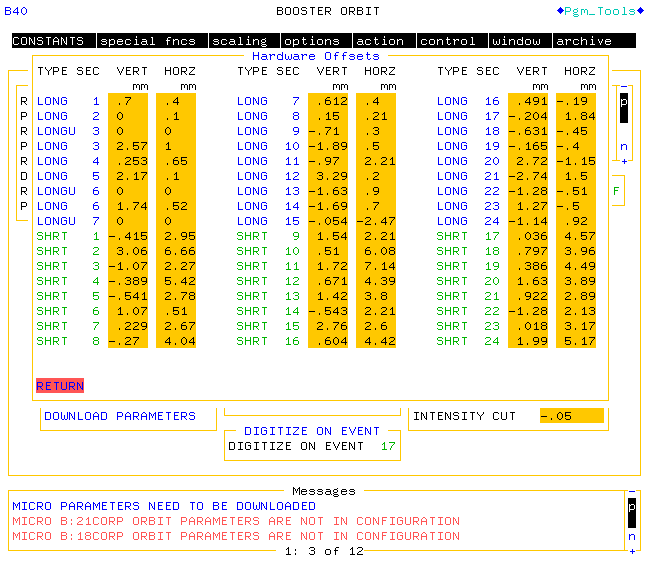 B40 BOOSTER ORBIT ◆Pgm_Tools◆
CONSTANTS special fncs scaling options action control window archive
Hardware Offsets
TYPE SEC VERT HORZ TYPE SEC VERT HORZ TYPE SEC VERT HORZ
mm mm mm mm mm mm
R LONG 1 .7 .4 LONG 7 .612 .4 LONG 16 .491 -.19 p
P LONG 2 0 .1 LONG 8 .15 .21 LONG 17 -.204 1.84
R LONGU 3 0 0 LONG 9 -.71 .3 LONG 18 -.631 -.45
P LONG 3 2.57 1 LONG 10 -1.89 .5 LONG 19 -.165 -.4 n
R LONG 4 .253 .65 LONG 11 -.97 2.21 LONG 20 2.72 -1.15 +
D LONG 5 2.17 .1 LONG 12 3.29 .2 LONG 21 -2.74 1.5
R LONGU 6 0 0 LONG 13 -1.63 .9 LONG 22 -1.28 -.51 F
P LONG 6 1.74 .52 LONG 14 -1.69 .7 LONG 23 1.27 -.5
LONGU 7 0 0 LONG 15 -.054 -2.47 LONG 24 -1.14 .92
SHRT 1 -.415 2.95 SHRT 9 1.54 2.21 SHRT 17 .036 4.57
SHRT 2 3.06 6.66 SHRT 10 .51 6.08 SHRT 18 .797 3.96
SHRT 3 -1.07 2.27 SHRT 11 1.72 7.14 SHRT 19 .386 4.49
SHRT 4 -.389 5.42 SHRT 12 .671 4.39 SHRT 20 1.63 3.89
SHRT 5 -.541 2.78 SHRT 13 1.42 3.8 SHRT 21 .922 2.89
SHRT 6 1.07 .51 SHRT 14 -.543 2.21 SHRT 22 -1.28 2.13
SHRT 7 .229 2.67 SHRT 15 2.76 2.6 SHRT 23 .018 3.17
SHRT 8 -.27 4.04 SHRT 16 .604 4.42 SHRT 24 1.99 5.17
RETURN
DOWNLOAD PARAMETERS INTENSITY CUT -.05
DIGITIZE ON EVENT
DIGITIZE ON EVENT 17
Messages -
MICRO PARAMETERS NEED TO BE DOWNLOADED p
MICRO B:21CORP ORBIT PARAMETERS ARE NOT IN CONFIGURATION
MICRO B:18CORP ORBIT PARAMETERS ARE NOT IN CONFIGURATION n
1: 3 of 12 +